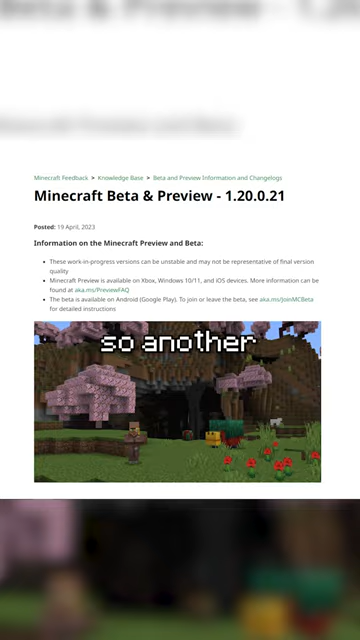 Minecraft Feedback > Knowledge Base > Beta and Preview Information and Changelogs
Minecraft Beta & Preview - 1.20.0.21
Posted: 19 April, 2023
Information on the Minecraft Preview and Beta:
These work-in-progress versions can be unstable and may not be representative of final version
quality
Minecraft Preview is available on Xbox, Windows 10/11, and iOS devices. More information can be
found at aka.ms/PreviewFAQ
The beta is available on Android (Google Play). To join or leave the beta, see aka.ms/JoinMCBeta
for detailed instructions
so another